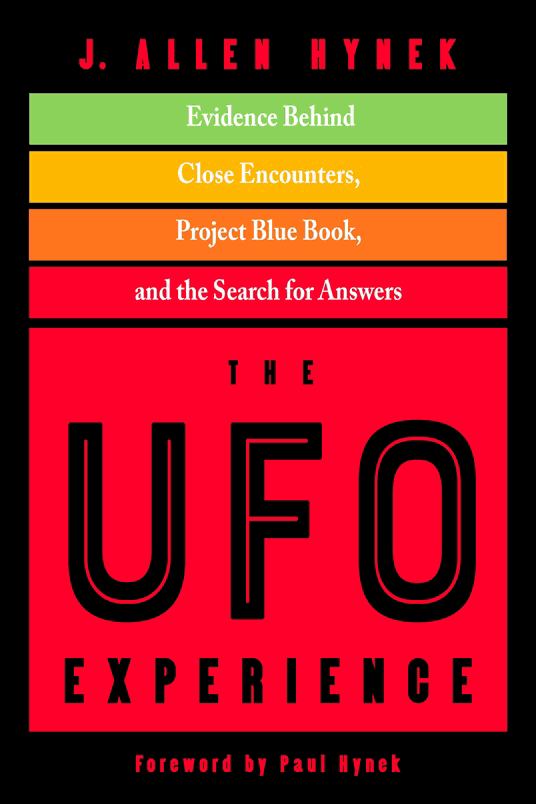 J. ALLEN HYNEK
Evidence Behind
Close Encounters,
Project Blue Book,
and the Search for Answers
THE
UFO
EXPERIENCE
Foreword by Paul Hynek